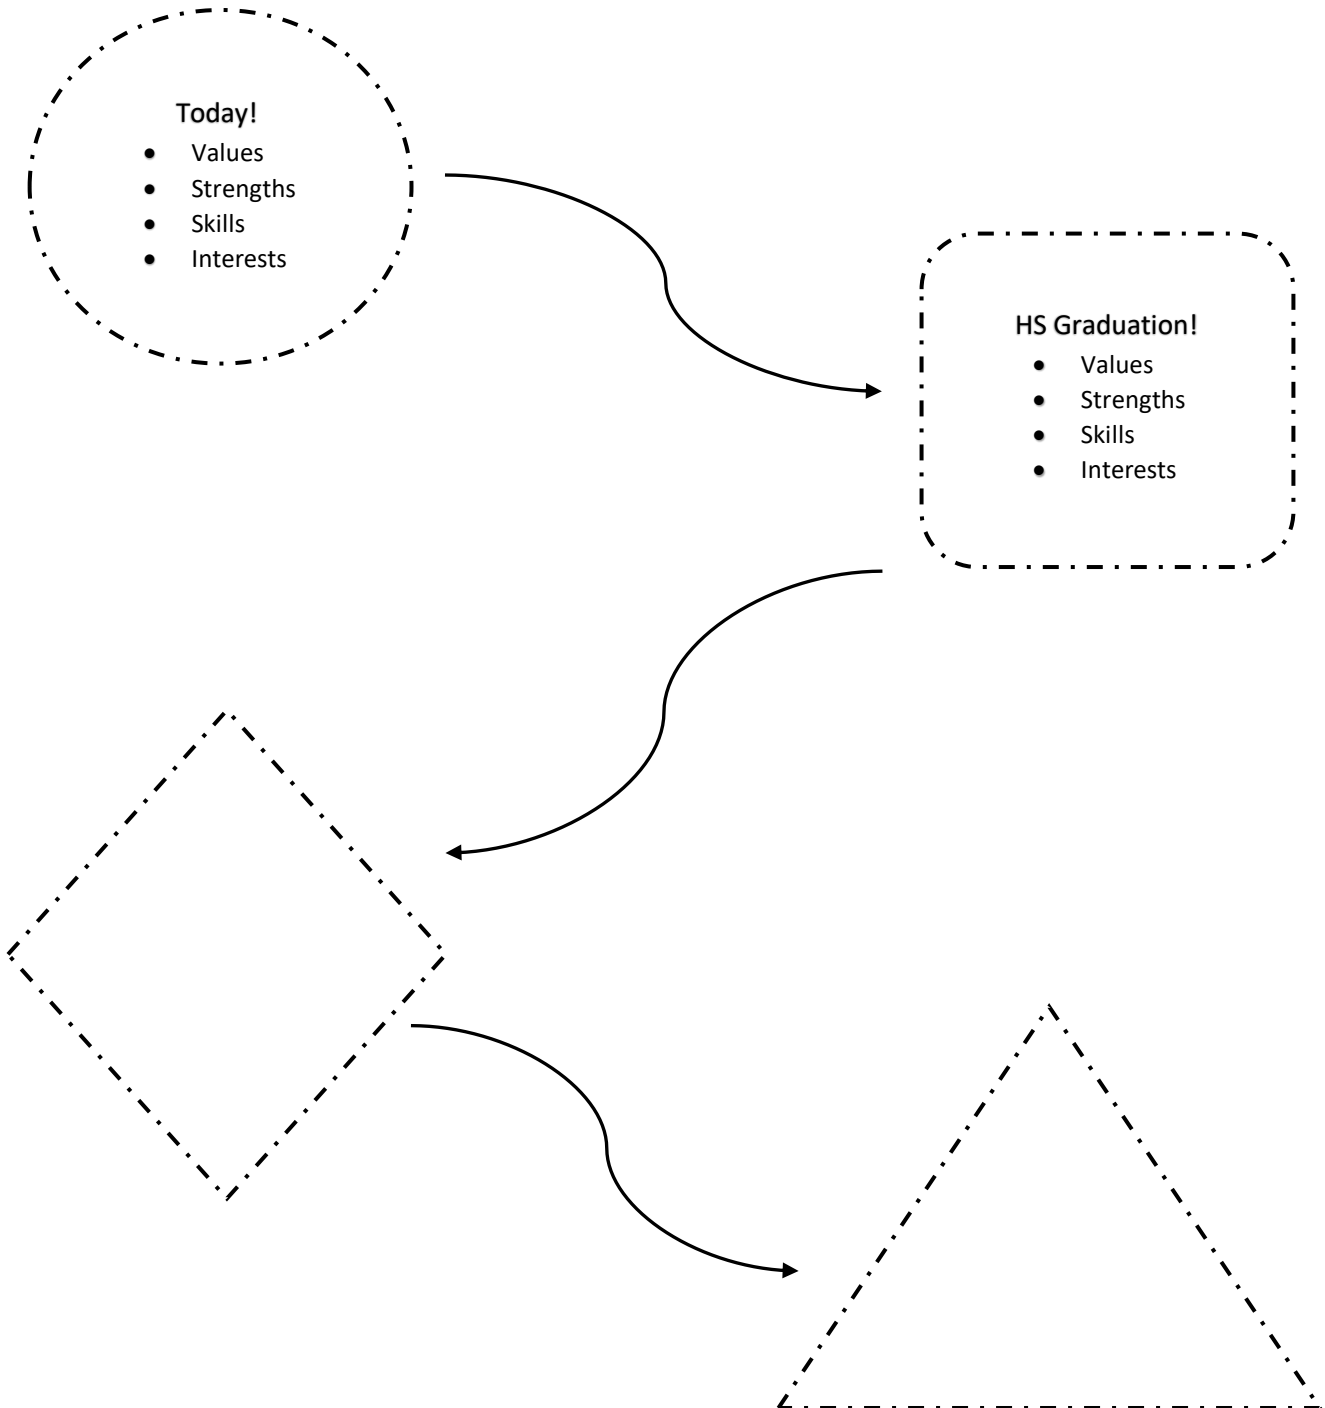 Today!
● Values
● Strengths
● Skills
● Interests
HS Graduation!
● Values
● Strengths
● Skills
● Interests